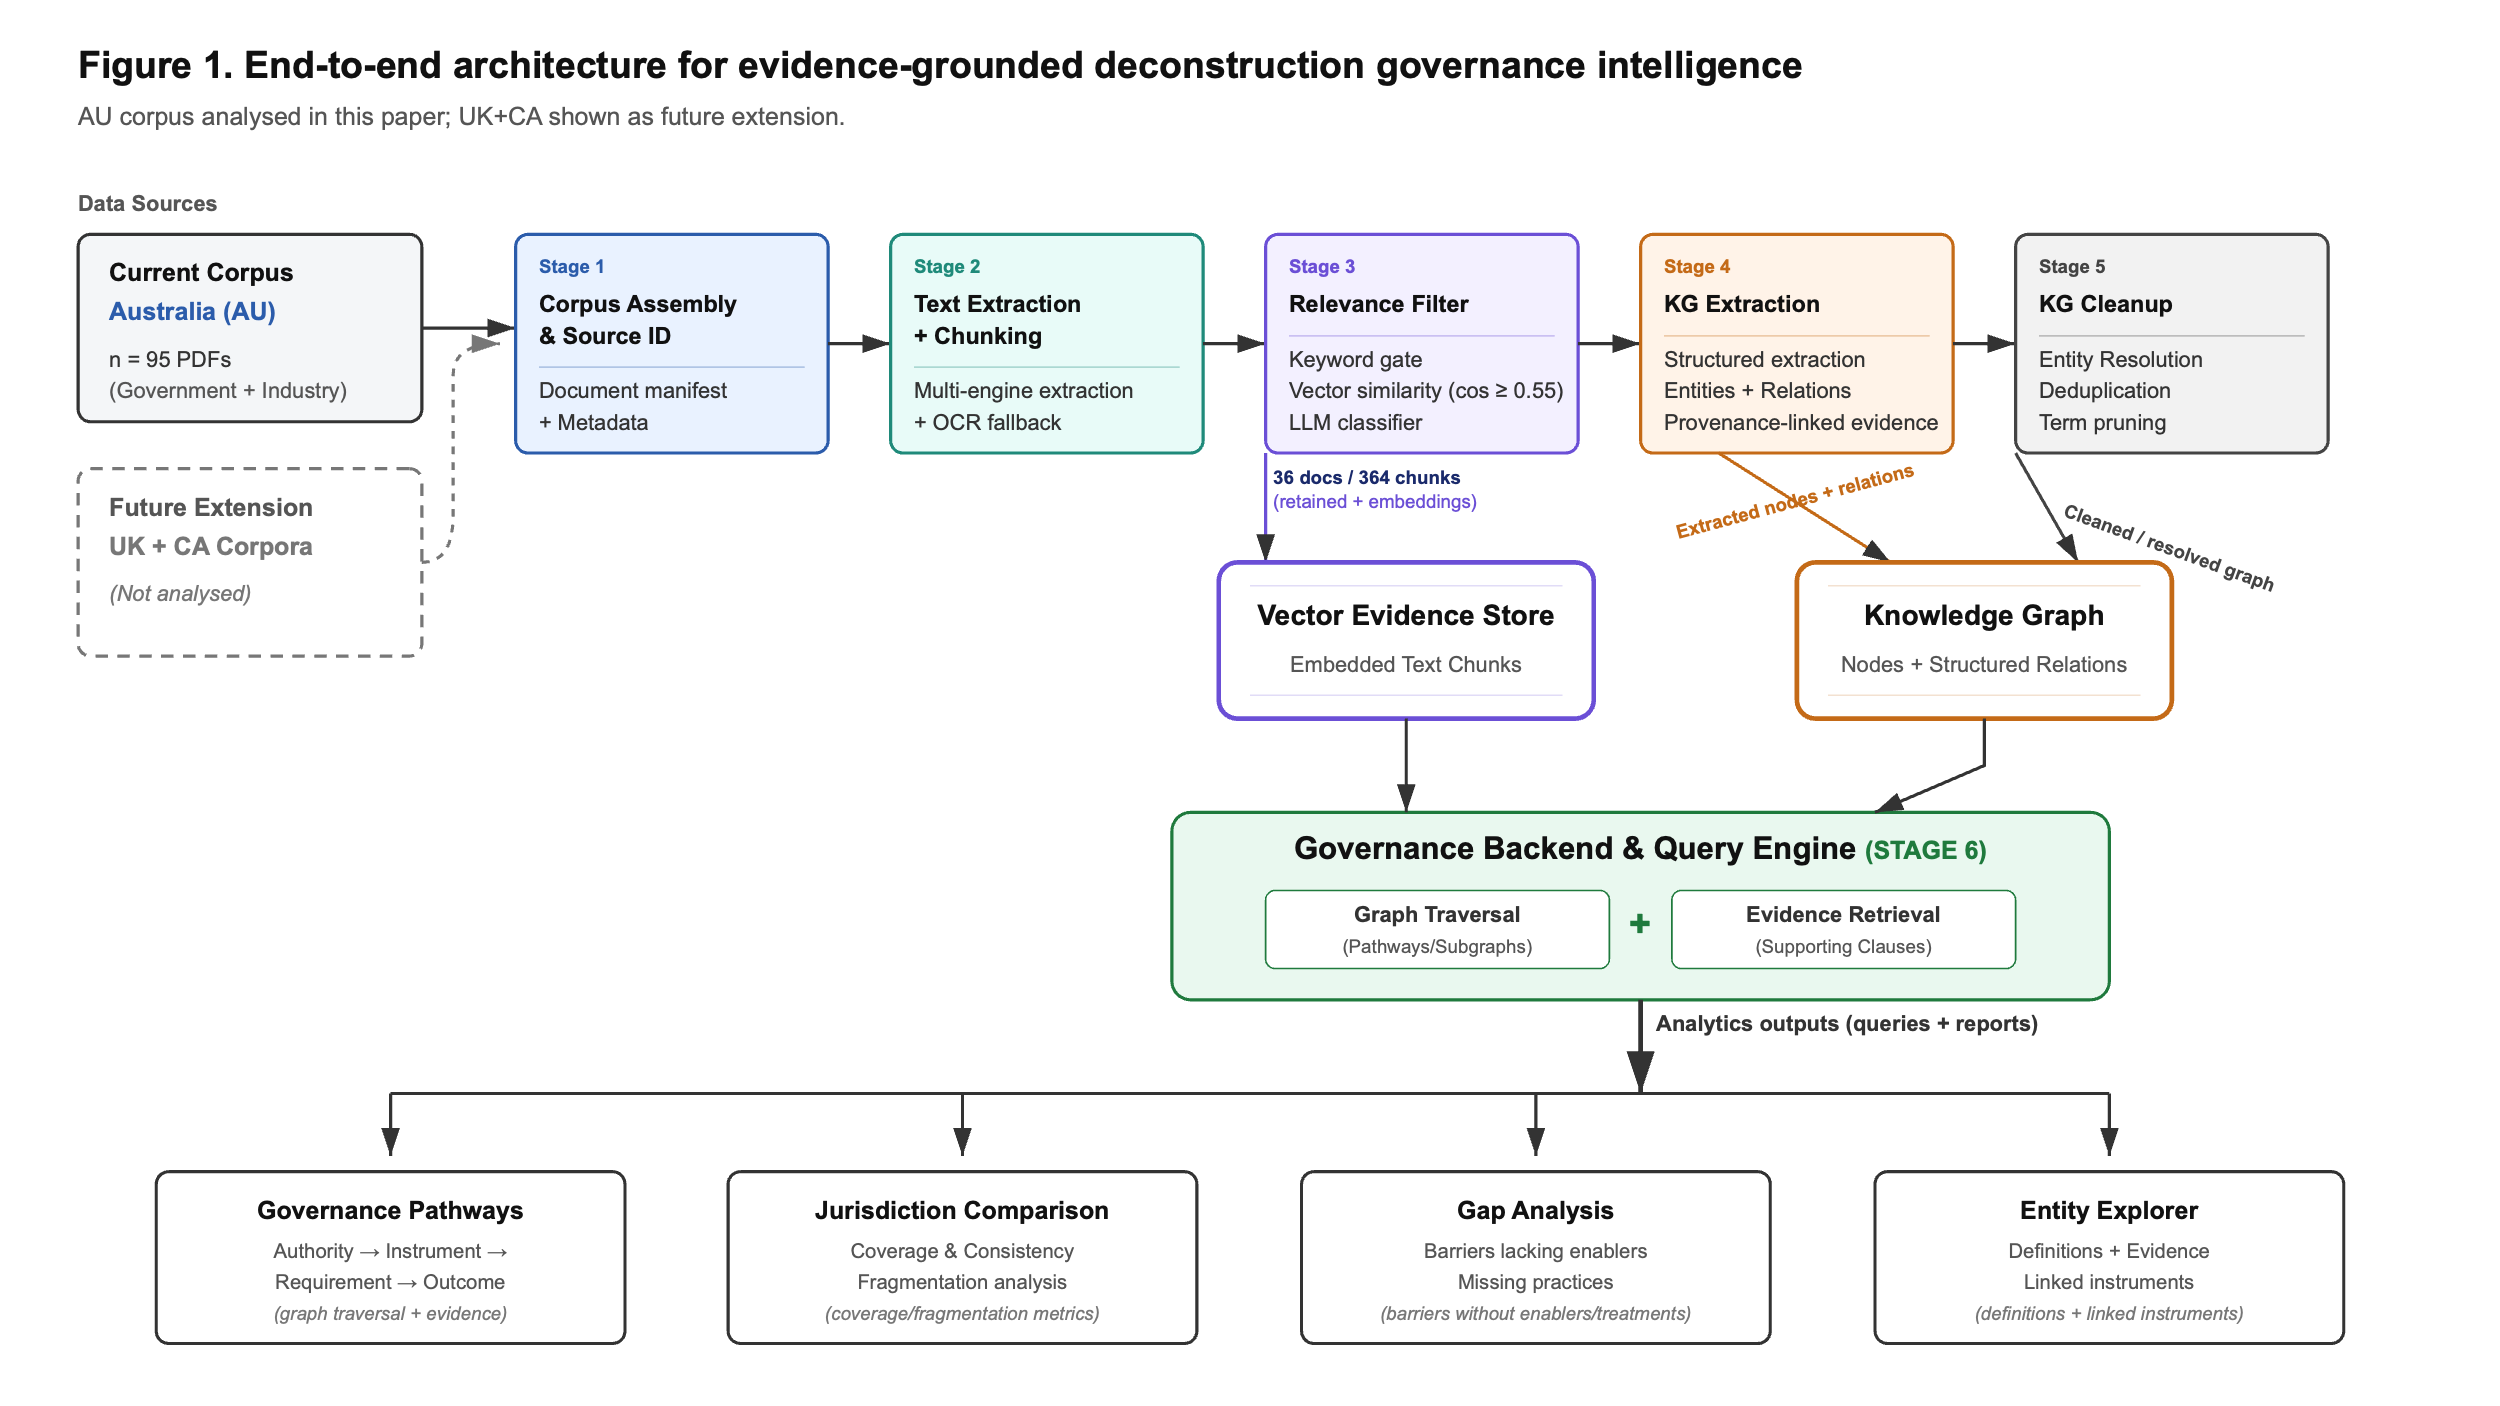 Figure 1. End-to-end architecture for evidence-grounded deconstruction governance intelligence
AU corpus analysed in this paper; UK+CA shown as future extension.
Data Sources
Current Corpus
Australia (AU)
n = 95 PDFs
(Government + Industry)
Future Extension
UK + CA Corpora
(Not analysed)
Stage 1
Corpus Assembly
& Source ID
Document manifest
+ Metadata
Stage 2
Text Extraction
+ Chunking
Multi-engine extraction
+ OCR fallback
Stage 3
Relevance Filter
Keyword gate
Vector similarity (cos ≥ 0.55)
LLM classifier
Stage 4
KG Extraction
Structured extraction
Entities + Relations
Provenance-linked evidence
Stage 5
KG Cleanup
Entity Resolution
Deduplication
Term pruning
36 docs / 364 chunks
(retained + embeddings)
Extracted nodes + relations
Cleaned / resolved graph
Vector Evidence Store
Embedded Text Chunks
Knowledge Graph
Nodes + Structured Relations
Governance Backend & Query Engine (STAGE 6)
Graph Traversal
(Pathways/Subgraphs)
+
Evidence Retrieval
(Supporting Clauses)
Analytics outputs (queries + reports)
Governance Pathways
Authority → Instrument →
Requirement → Outcome
(graph traversal + evidence)
Jurisdiction Comparison
Coverage & Consistency
Fragmentation analysis
(coverage/fragmentation metrics)
Gap Analysis
Barriers lacking enablers
Missing practices
(barriers without enablers/treatments)
Entity Explorer
Definitions + Evidence
Linked instruments
(definitions + linked instruments)